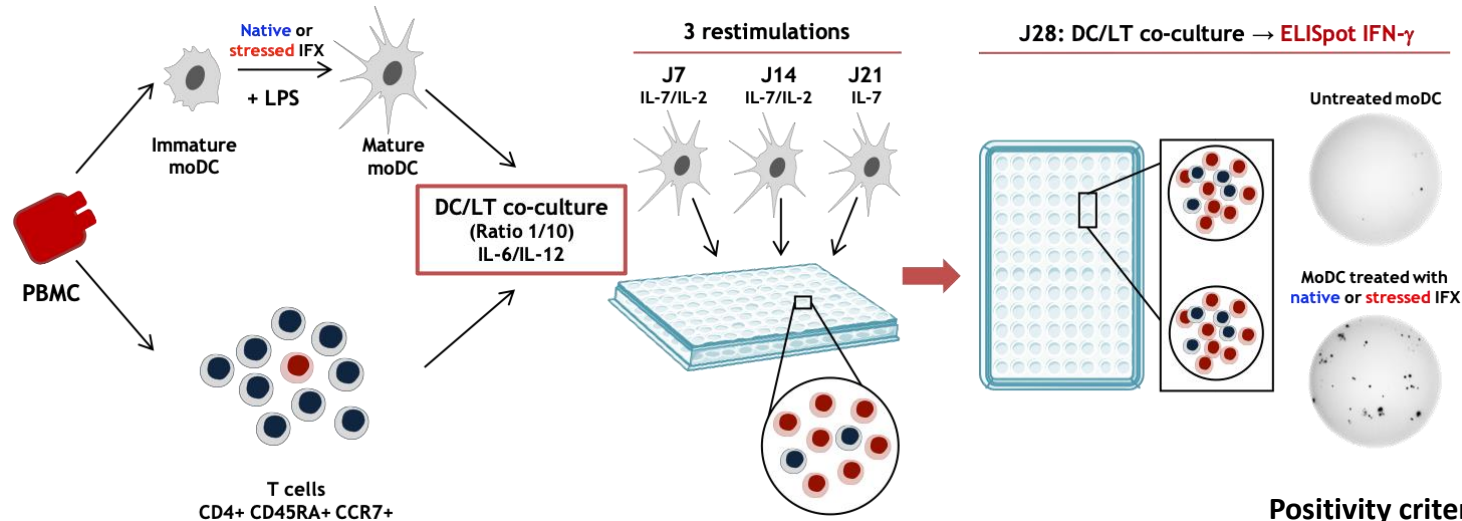 Native or
stressed IFX
+ LPS
Immature
moDC
Mature
moDC
PBMC
T cells
CD4+ CD45RA+ CCR7+
DC/LT co-culture
(Ratio 1/10)
IL-6/IL-12
3 restimulations
J7
IL-7/IL-2
J14
IL-7/IL-2
J21
IL-7
J28: DC/LT co-culture → ELISpot IFN-γ
Untreated moDC
MoDC treated with
native or stressed IFX
Positivity criter